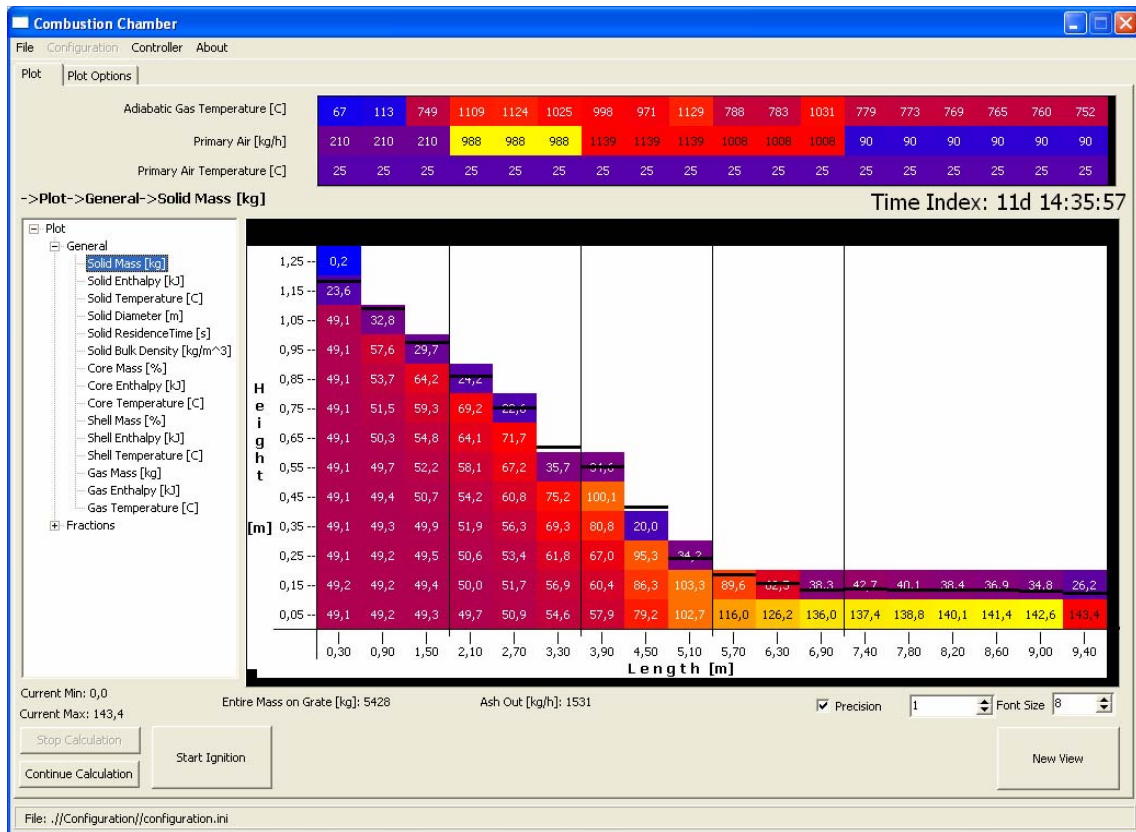 Combustion Chamber
File Configuration Controller About
Plot Plot Options
Adiabatic Gas Temperature [C] 67 113 749 1109 1124 1025 998 971 1129 788 783 1031 779 773 769 765 760 752
Primary Air [kg/h] 210 210 210 988 988 988 1139 1139 1139 1008 1008 1008 90 90 90 90 90 90
Primary Air Temperature [C] 25 25 25 25 25 25 25 25 25 25 25 25 25 25 25 25 25 25
->Plot->General->Solid Mass [kg] Time Index: 11d 14:35:57
Plot
General
Solid Mass [kg]
Solid Enthalpy [kJ]
Solid Temperature [C]
Solid Diameter [m]
Solid ResidenceTime [s]
Solid Bulk Density [kg/m^3]
Core Mass [%]
Core Enthalpy [kJ]
Core Temperature [C]
Shell Mass [%]
Shell Enthalpy [kJ]
Shell Temperature [C]
Gas Mass [kg]
Gas Enthalpy [kJ]
Gas Temperature [C]
Fractions
Height [m]
1,25 -- 0,2
1,15 -- 23,6
1,05 -- 49,1 32,8
0,95 -- 49,1 57,6 29,7
0,85 -- 49,1 53,7 64,2 24,2
0,75 -- 49,1 51,5 59,3 69,2 22,6
0,65 -- 49,1 50,3 54,8 64,1 71,7
0,55 -- 49,1 49,7 52,2 58,1 67,2 35,7 31,6
0,45 -- 49,1 49,4 50,7 54,2 60,8 75,2 100,1
0,35 -- 49,1 49,3 49,9 51,9 56,3 69,3 80,8 20,0
0,25 -- 49,1 49,2 49,5 50,6 53,4 61,8 67,0 95,3 34,2
0,15 -- 49,2 49,2 49,4 50,0 51,7 56,9 60,4 86,3 103,3 89,6 38,3 42,7 40,1 38,4 36,9 34,8 26,2
0,05 -- 49,1 49,2 49,3 49,7 50,9 54,6 57,9 79,2 102,7 116,0 126,2 136,0 137,4 138,8 140,1 141,4 142,6 143,4
0,30 0,90 1,50 2,10 2,70 3,30 3,90 4,50 5,10 5,70 6,30 6,90 7,40 7,80 8,20 8,60 9,00 9,40
Length [m]
Current Min: 0,0
Current Max: 143,4
Entire Mass on Grate [kg]: 5428 Ash Out [kg/h]: 1531
Precision 1 Font Size 8
Stop Calculation
Continue Calculation
Start Ignition
New View
File: .//Configuration//configuration.ini